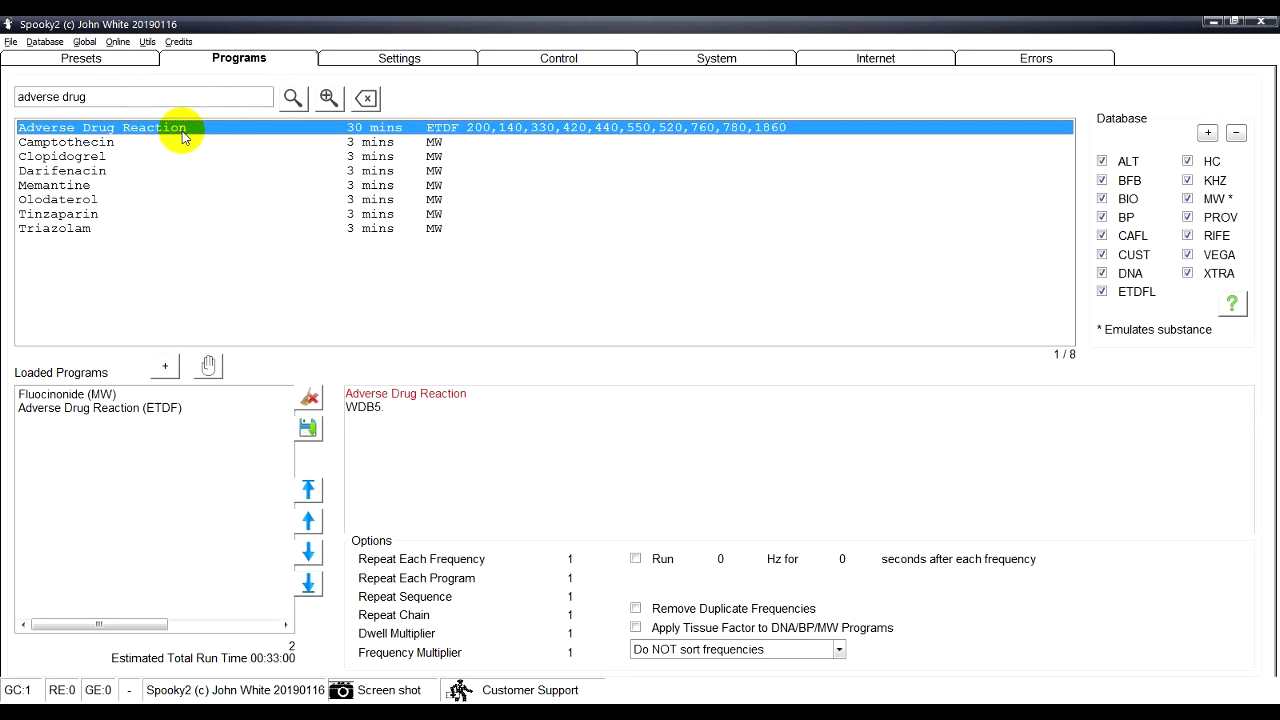 Spooky2 (c) John White 20190116
File Database Global Online Utils Credits
Presets Programs Settings Control System Internet Errors
adverse drug
Adverse Drug Reaction 30 mins ETDF 200,140,330,420,440,550,520,760,780,1860
Camptothecin 3 mins MW
Clopidogrel 3 mins MW
Darifenacin 3 mins MW
Memantine 3 mins MW
Olodaterol 3 mins MW
Tinzaparin 3 mins MW
Triazolam 3 mins MW
1 / 8
Database + −
ALT HC
BFB KHZ
BIO MW *
BP PROV
CAFL RIFE
CUST VEGA
DNA XTRA
ETDFL
?
* Emulates substance
Loaded Programs +
Fluocinonide (MW)
Adverse Drug Reaction (ETDF)
2
Estimated Total Run Time 00:33:00
Adverse Drug Reaction
WDB5.
Options
Repeat Each Frequency 1 Run 0 Hz for 0 seconds after each frequency
Repeat Each Program 1
Repeat Sequence 1
Repeat Chain 1 Remove Duplicate Frequencies
Dwell Multiplier 1 Apply Tissue Factor to DNA/BP/MW Programs
Frequency Multiplier 1 Do NOT sort frequencies
GC:1 RE:0 GE:0 - Spooky2 (c) John White 20190116 Screen shot Customer Support